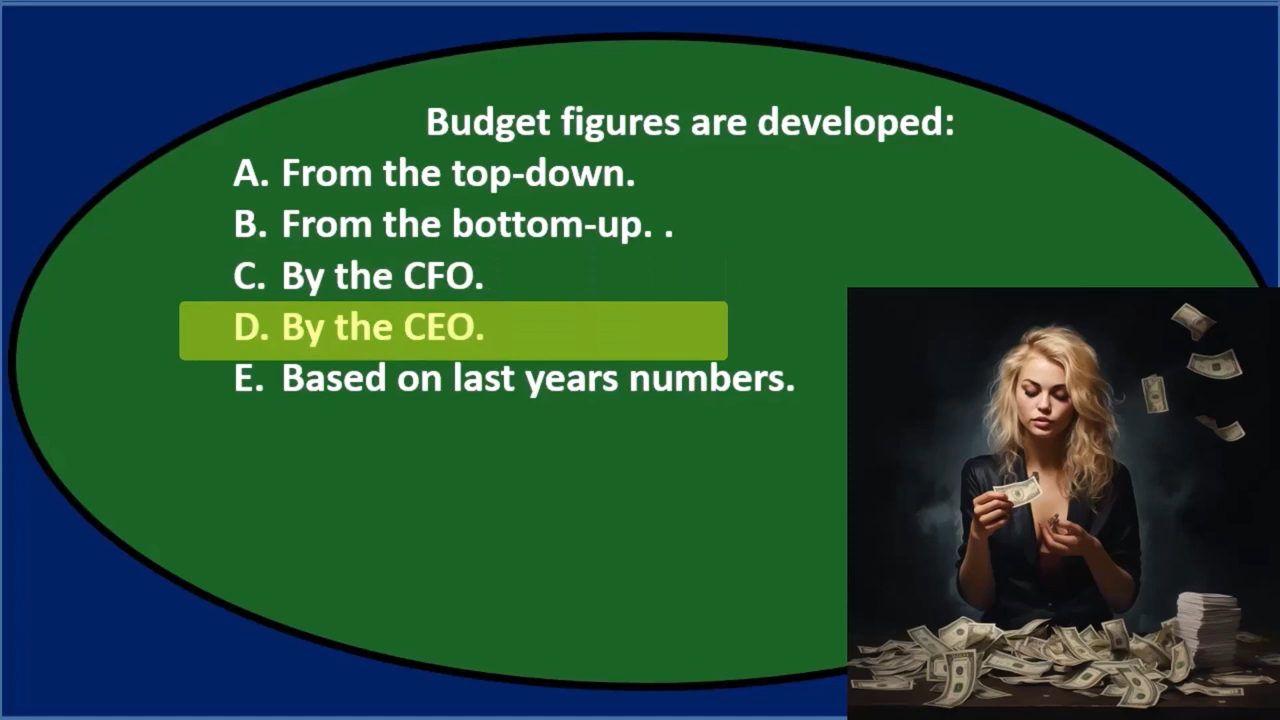 Budget figures are developed:
A. From the top-down.
B. From the bottom-up. .
C. By the CFO.
D. By the CEO.
E. Based on last years numbers.